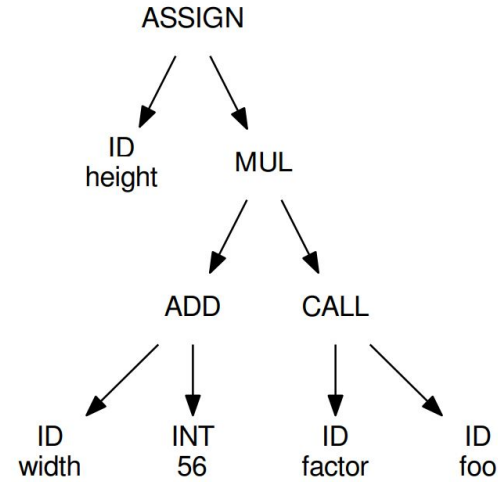 ASSIGN
ID
height
MUL
ADD
CALL
ID
width
INT
56
ID
factor
ID
foo